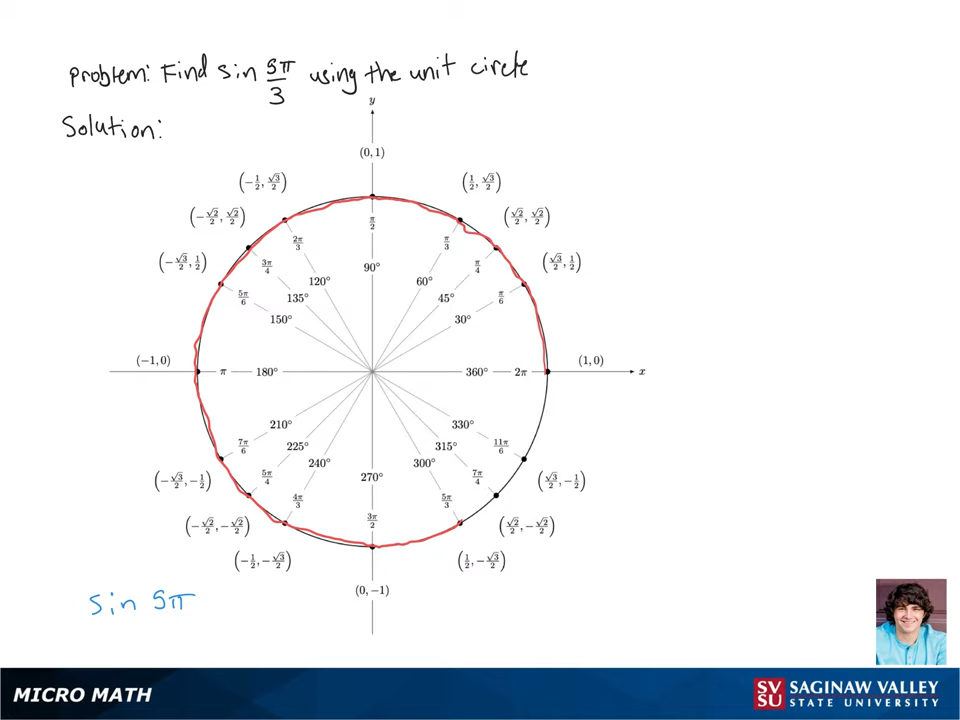 Problem: Find sin 5π/3 using the unit circle
Solution:
y
(0, 1)
(-1/2, √3/2) (1/2, √3/2)
(-√2/2, √2/2) (√2/2, √2/2)
(-√3/2, 1/2) (√3/2, 1/2)
π/2
2π/3 π/3
3π/4 π/4
90°
120° 60°
5π/6 π/6
135° 45°
150° 30°
(-1, 0) (1, 0)
π 180° 360° 2π x
210° 330°
7π/6 11π/6
225° 315°
240° 300°
5π/4 7π/4
270°
4π/3 5π/3
3π/2
(-√3/2, -1/2) (√3/2, -1/2)
(-√2/2, -√2/2) (√2/2, -√2/2)
(-1/2, -√3/2) (1/2, -√3/2)
(0, -1)
sin 5π
MICRO MATH
SV SU SAGINAW VALLEY
STATE UNIVERSITY